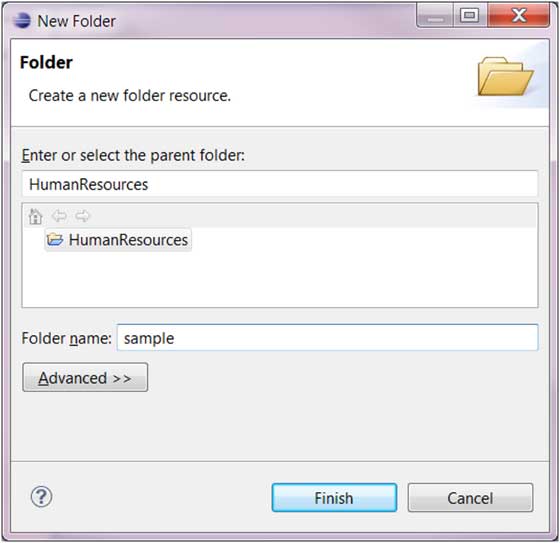 New Folder
Folder
Create a new folder resource.
Enter or select the parent folder:
HumanResources
HumanResources
Folder name: sample
Advanced >>
?
Finish Cancel